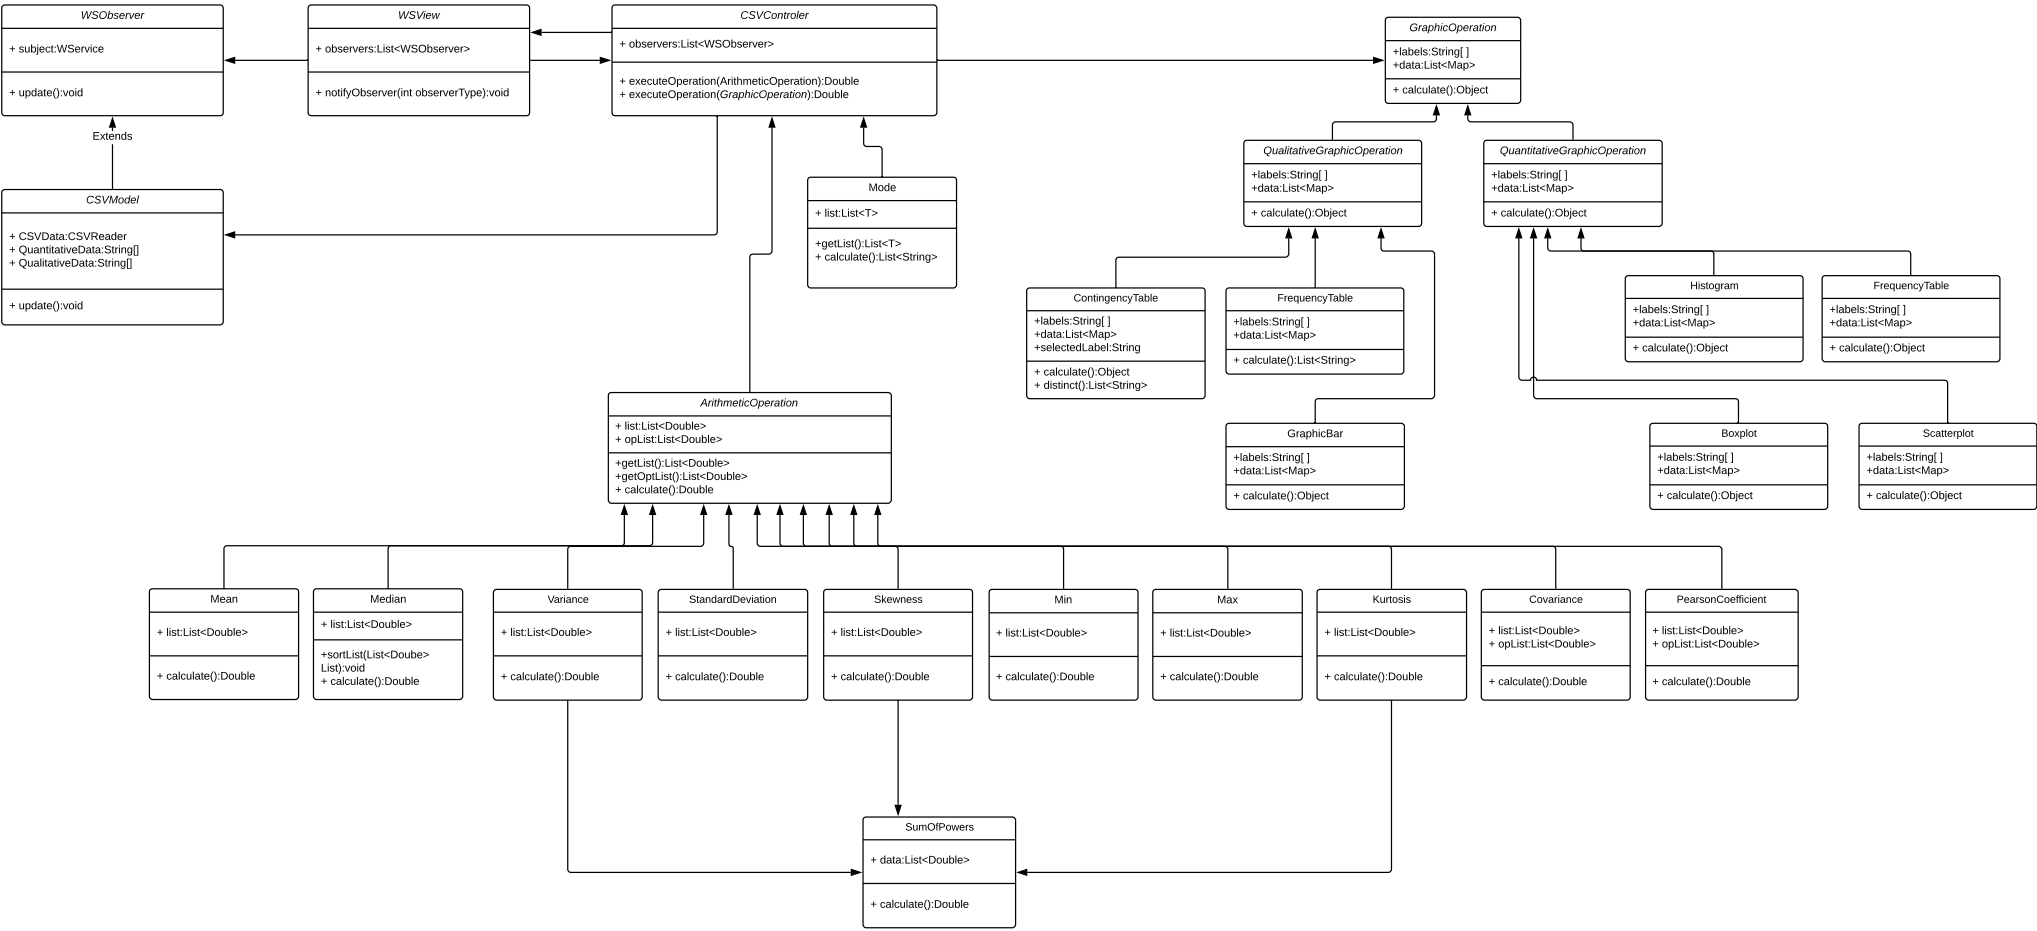 WSObserver
+ subject:WService
+ update():void
WSView
+ observers:List<WSObserver>
+ notifyObserver(int observerType):void
CSVControler
+ observers:List<WSObserver>
+ executeOperation(ArithmeticOperation):Double
+ executeOperation(GraphicOperation):Double
GraphicOperation
+labels:String[ ]
+data:List<Map>
+ calculate():Object
Extends
CSVModel
+ CSVData:CSVReader
+ QuantitativeData:String[]
+ QualitativeData:String[]
+ update():void
Mode
+ list:List<T>
+getList():List<T>
+ calculate():List<String>
QualitativeGraphicOperation
+labels:String[ ]
+data:List<Map>
+ calculate():Object
QuantitativeGraphicOperation
+labels:String[ ]
+data:List<Map>
+ calculate():Object
ContingencyTable
+labels:String[ ]
+data:List<Map>
+selectedLabel:String
+ calculate():Object
+ distinct():List<String>
FrequencyTable
+labels:String[ ]
+data:List<Map>
+ calculate():List<String>
Histogram
+labels:String[ ]
+data:List<Map>
+ calculate():Object
FrequencyTable
+labels:String[ ]
+data:List<Map>
+ calculate():Object
ArithmeticOperation
+ list:List<Double>
+ opList:List<Double>
+getList():List<Double>
+getOptList():List<Double>
+ calculate():Double
GraphicBar
+labels:String[ ]
+data:List<Map>
+ calculate():Object
Boxplot
+labels:String[ ]
+data:List<Map>
+ calculate():Object
Scatterplot
+labels:String[ ]
+data:List<Map>
+ calculate():Object
Mean
+ list:List<Double>
+ calculate():Double
Median
+ list:List<Double>
+sortList(List<Doube>
List):void
+ calculate():Double
Variance
+ list:List<Double>
+ calculate():Double
StandardDeviation
+ list:List<Double>
+ calculate():Double
Skewness
+ list:List<Double>
+ calculate():Double
Min
+ list:List<Double>
+ calculate():Double
Max
+ list:List<Double>
+ calculate():Double
Kurtosis
+ list:List<Double>
+ calculate():Double
Covariance
+ list:List<Double>
+ opList:List<Double>
+ calculate():Double
PearsonCoefficient
+ list:List<Double>
+ opList:List<Double>
+ calculate():Double
SumOfPowers
+ data:List<Double>
+ calculate():Double